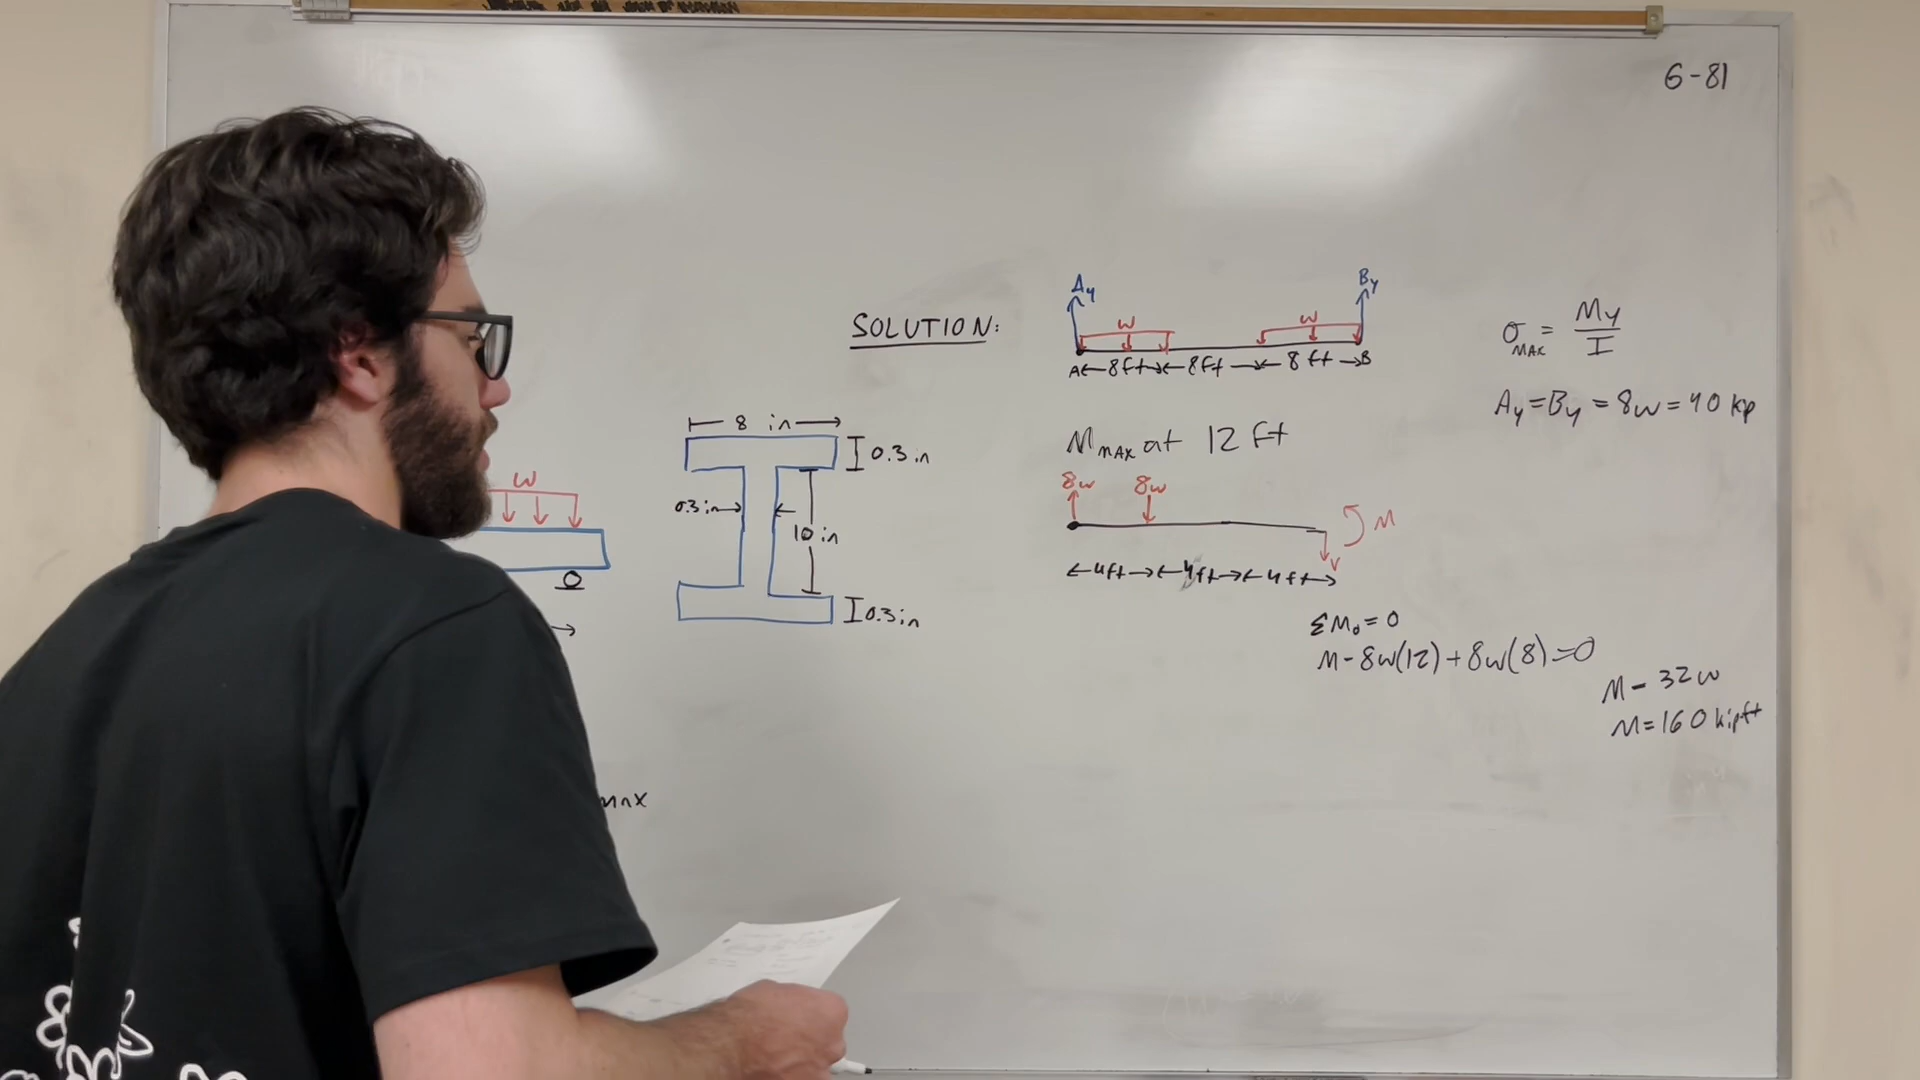 6-81
W
max
8 in
0.3 in
0.3 in
10 in
0.3 in
SOLUTION:
Ay
By
w
w
A
8ft
8ft
8 ft
B
MMAX at 12 ft
8w
8w
M
V
4ft
4ft
4ft
ΣMo = 0
M-8w(12)+8w(8)=0
M - 32w
M=160 kipft
σMAX = My/I
Ay=By = 8w = 40 kp